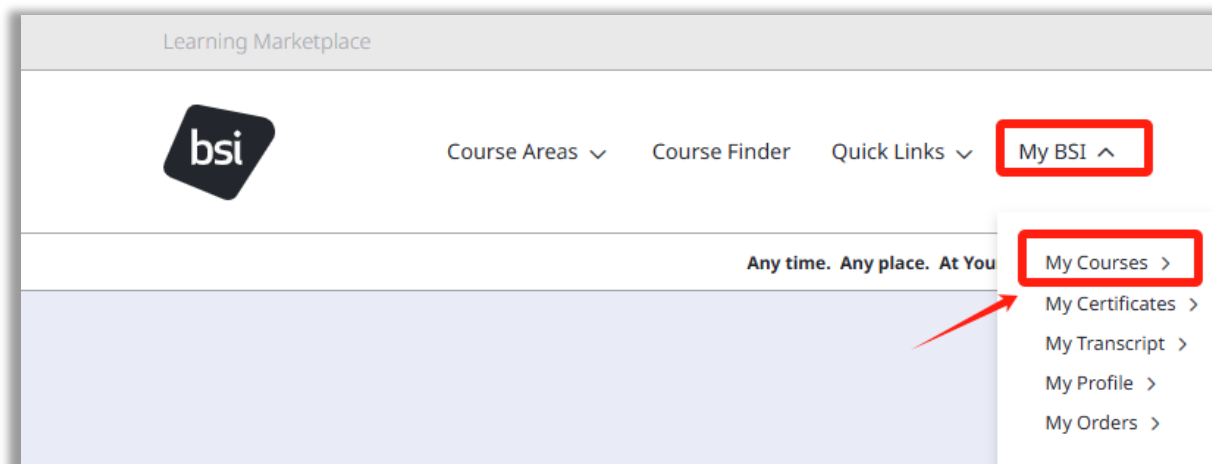 Learning Marketplace
bsi
Course Areas
Course Finder
Quick Links
My BSI
Any time. Any place. At You
My Courses
My Certificates
My Transcript
My Profile
My Orders